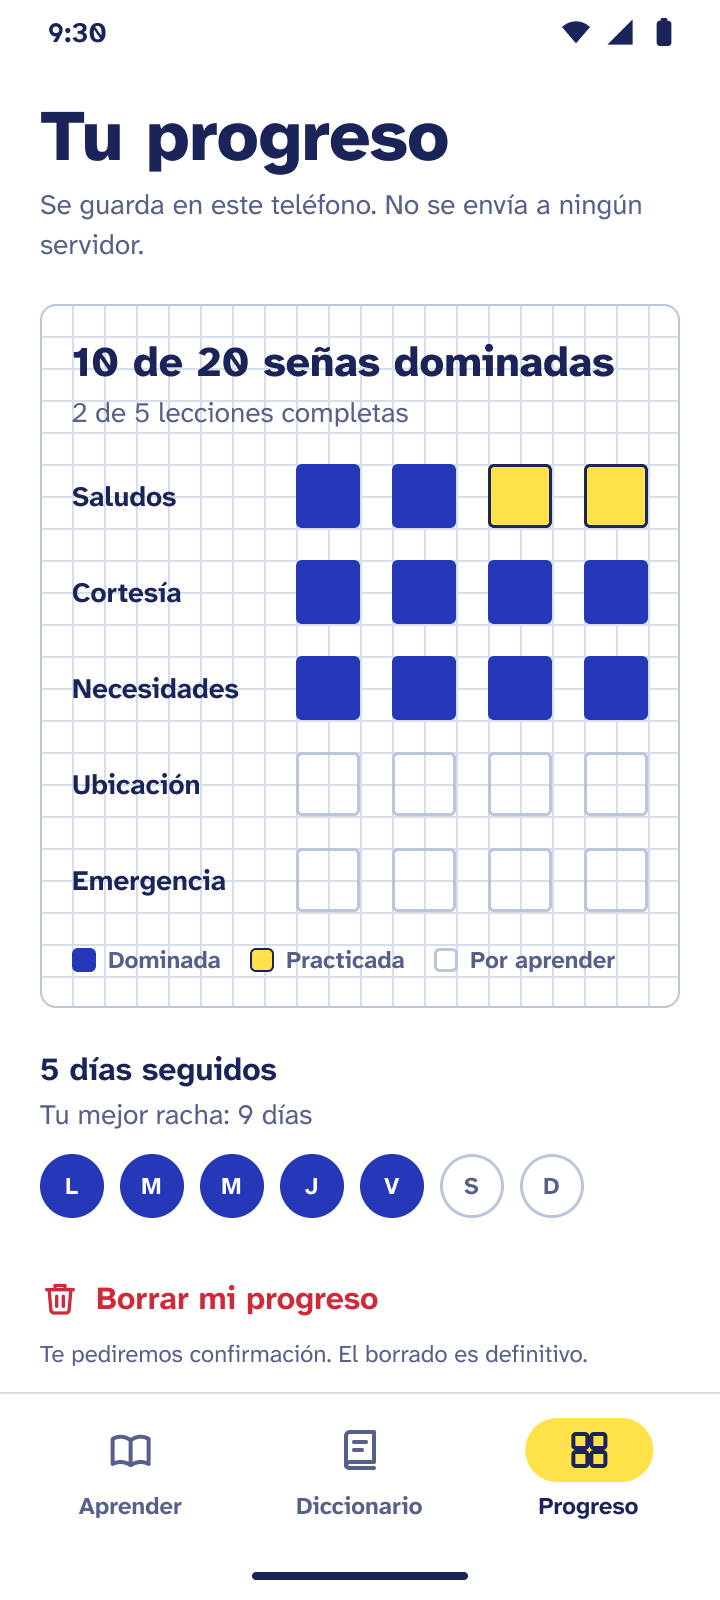 9:30
Tu progreso
Se guarda en este teléfono. No se envía a ningún
servidor.
10 de 20 señas dominadas
2 de 5 lecciones completas
Saludos
Cortesía
Necesidades
Ubicación
Emergencia
Dominada Practicada Por aprender
5 días seguidos
Tu mejor racha: 9 días
L M M J V S D
Borrar mi progreso
Te pediremos confirmación. El borrado es definitivo.
Aprender Diccionario Progreso